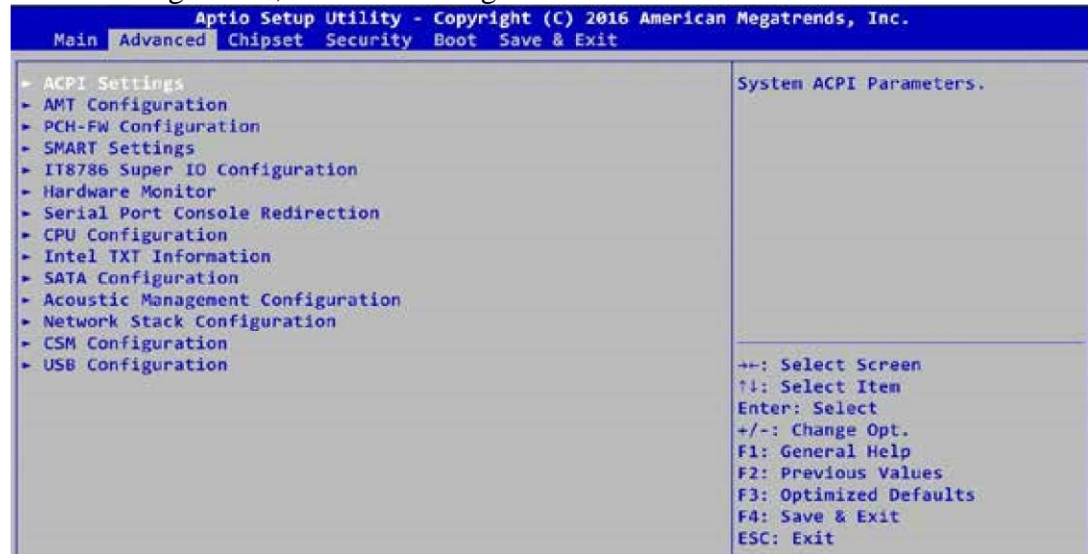 Aptio Setup Utility - Copyright (C) 2016 American Megatrends, Inc.
Main Advanced Chipset Security Boot Save & Exit
► ACPI Settings
► AMT Configuration
► PCH-FW Configuration
► SMART Settings
► IT8786 Super IO Configuration
► Hardware Monitor
► Serial Port Console Redirection
► CPU Configuration
► Intel TXT Information
► SATA Configuration
► Acoustic Management Configuration
► Network Stack Configuration
► CSM Configuration
► USB Configuration
System ACPI Parameters.
→←: Select Screen
↑↓: Select Item
Enter: Select
+/-: Change Opt.
F1: General Help
F2: Previous Values
F3: Optimized Defaults
F4: Save & Exit
ESC: Exit